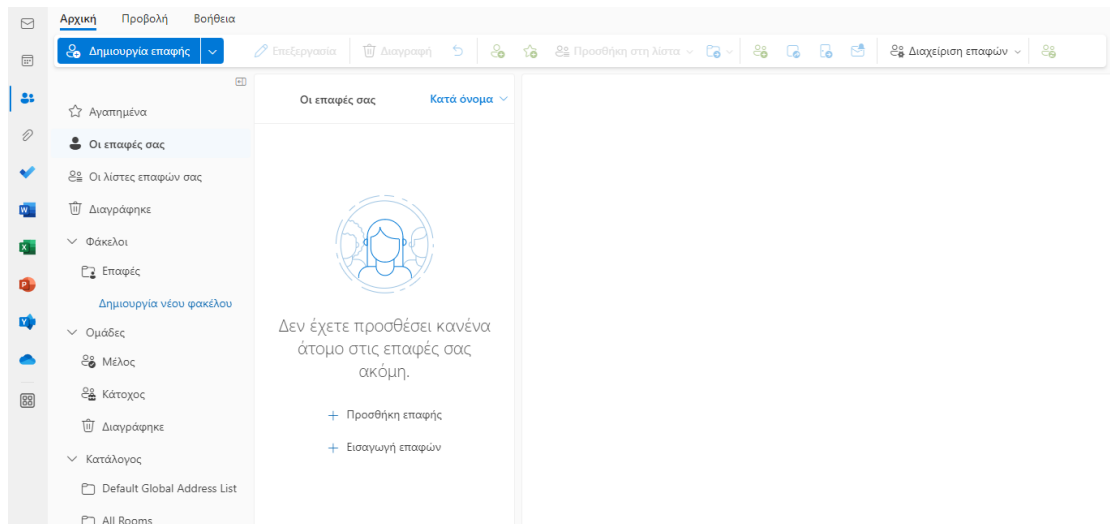 Αρχική Προβολή Βοήθεια
Δημιουργία επαφής Επεξεργασία Διαγραφή Προσθήκη στη λίστα Διαχείριση επαφών
Αγαπημένα
Οι επαφές σας
Οι λίστες επαφών σας
Διαγράφηκε
Φάκελοι
Επαφές
Δημιουργία νέου φακέλου
Ομάδες
Μέλος
Κάτοχος
Διαγράφηκε
Κατάλογος
Default Global Address List
All Rooms
Οι επαφές σας Κατά όνομα
Δεν έχετε προσθέσει κανένα
άτομο στις επαφές σας
ακόμη.
Προσθήκη επαφής
Εισαγωγή επαφών